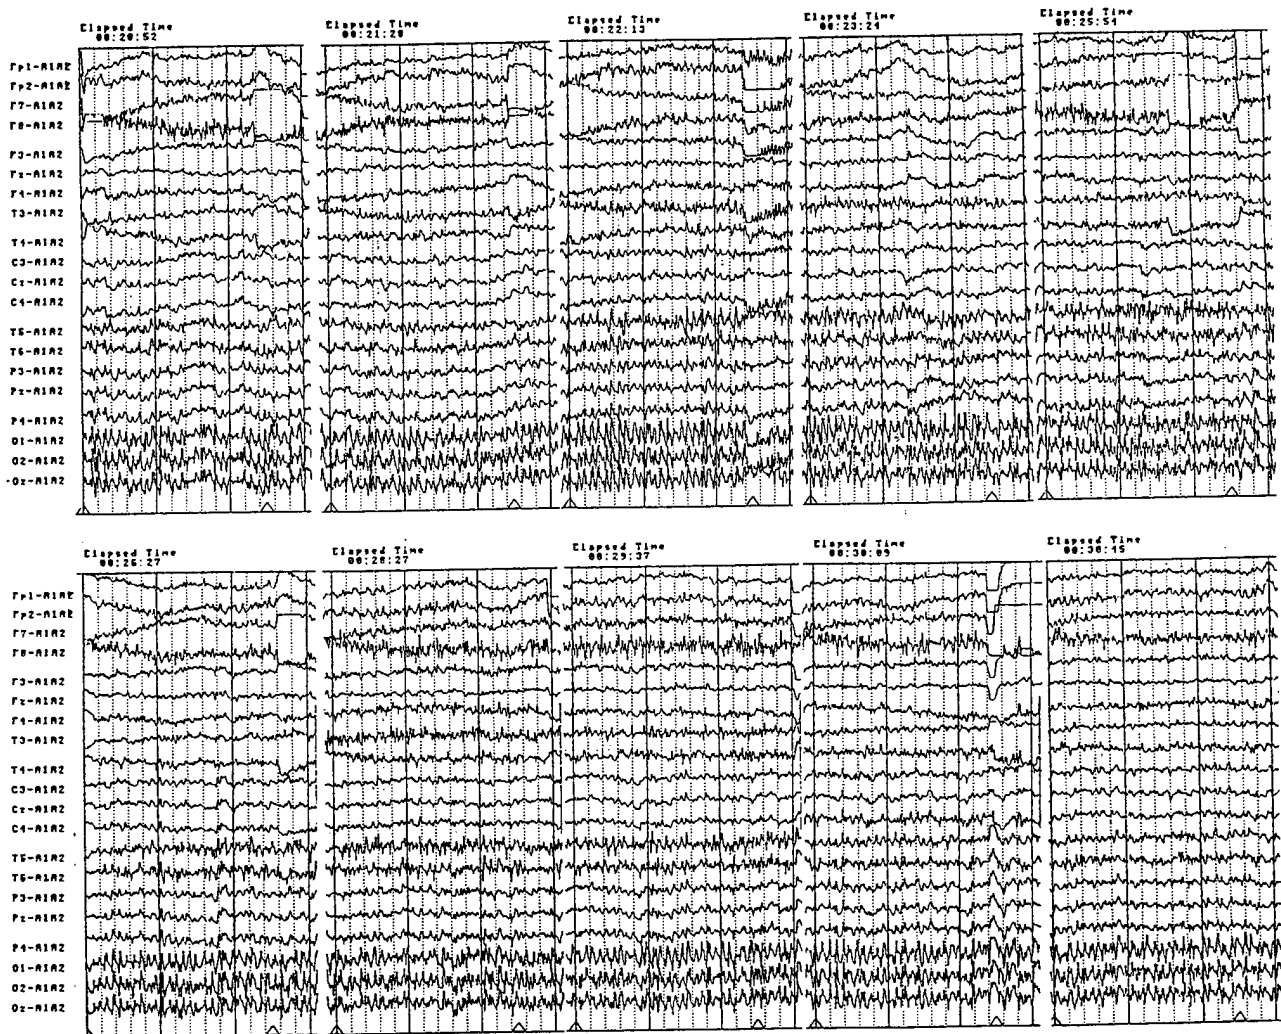 Elapsed Time
00:20:52
Elapsed Time
00:21:20
Elapsed Time
00:22:13
Elapsed Time
00:23:24
Elapsed Time
00:25:54
Fp1-A1A2
Fp2-A1A2
F7-A1A2
F8-A1A2
F3-A1A2
Fz-A1A2
F4-A1A2
T3-A1A2
T4-A1A2
C3-A1A2
Cz-A1A2
C4-A1A2
T5-A1A2
T6-A1A2
P3-A1A2
Pz-A1A2
P4-A1A2
O1-A1A2
O2-A1A2
Oz-A1A2
Elapsed Time
00:26:27
Elapsed Time
00:28:27
Elapsed Time
00:29:37
Elapsed Time
00:30:09
Elapsed Time
00:30:45
Fp1-A1A2
Fp2-A1A2
F7-A1A2
F8-A1A2
F3-A1A2
Fz-A1A2
F4-A1A2
T3-A1A2
T4-A1A2
C3-A1A2
Cz-A1A2
C4-A1A2
T5-A1A2
T6-A1A2
P3-A1A2
Pz-A1A2
P4-A1A2
O1-A1A2
O2-A1A2
Oz-A1A2